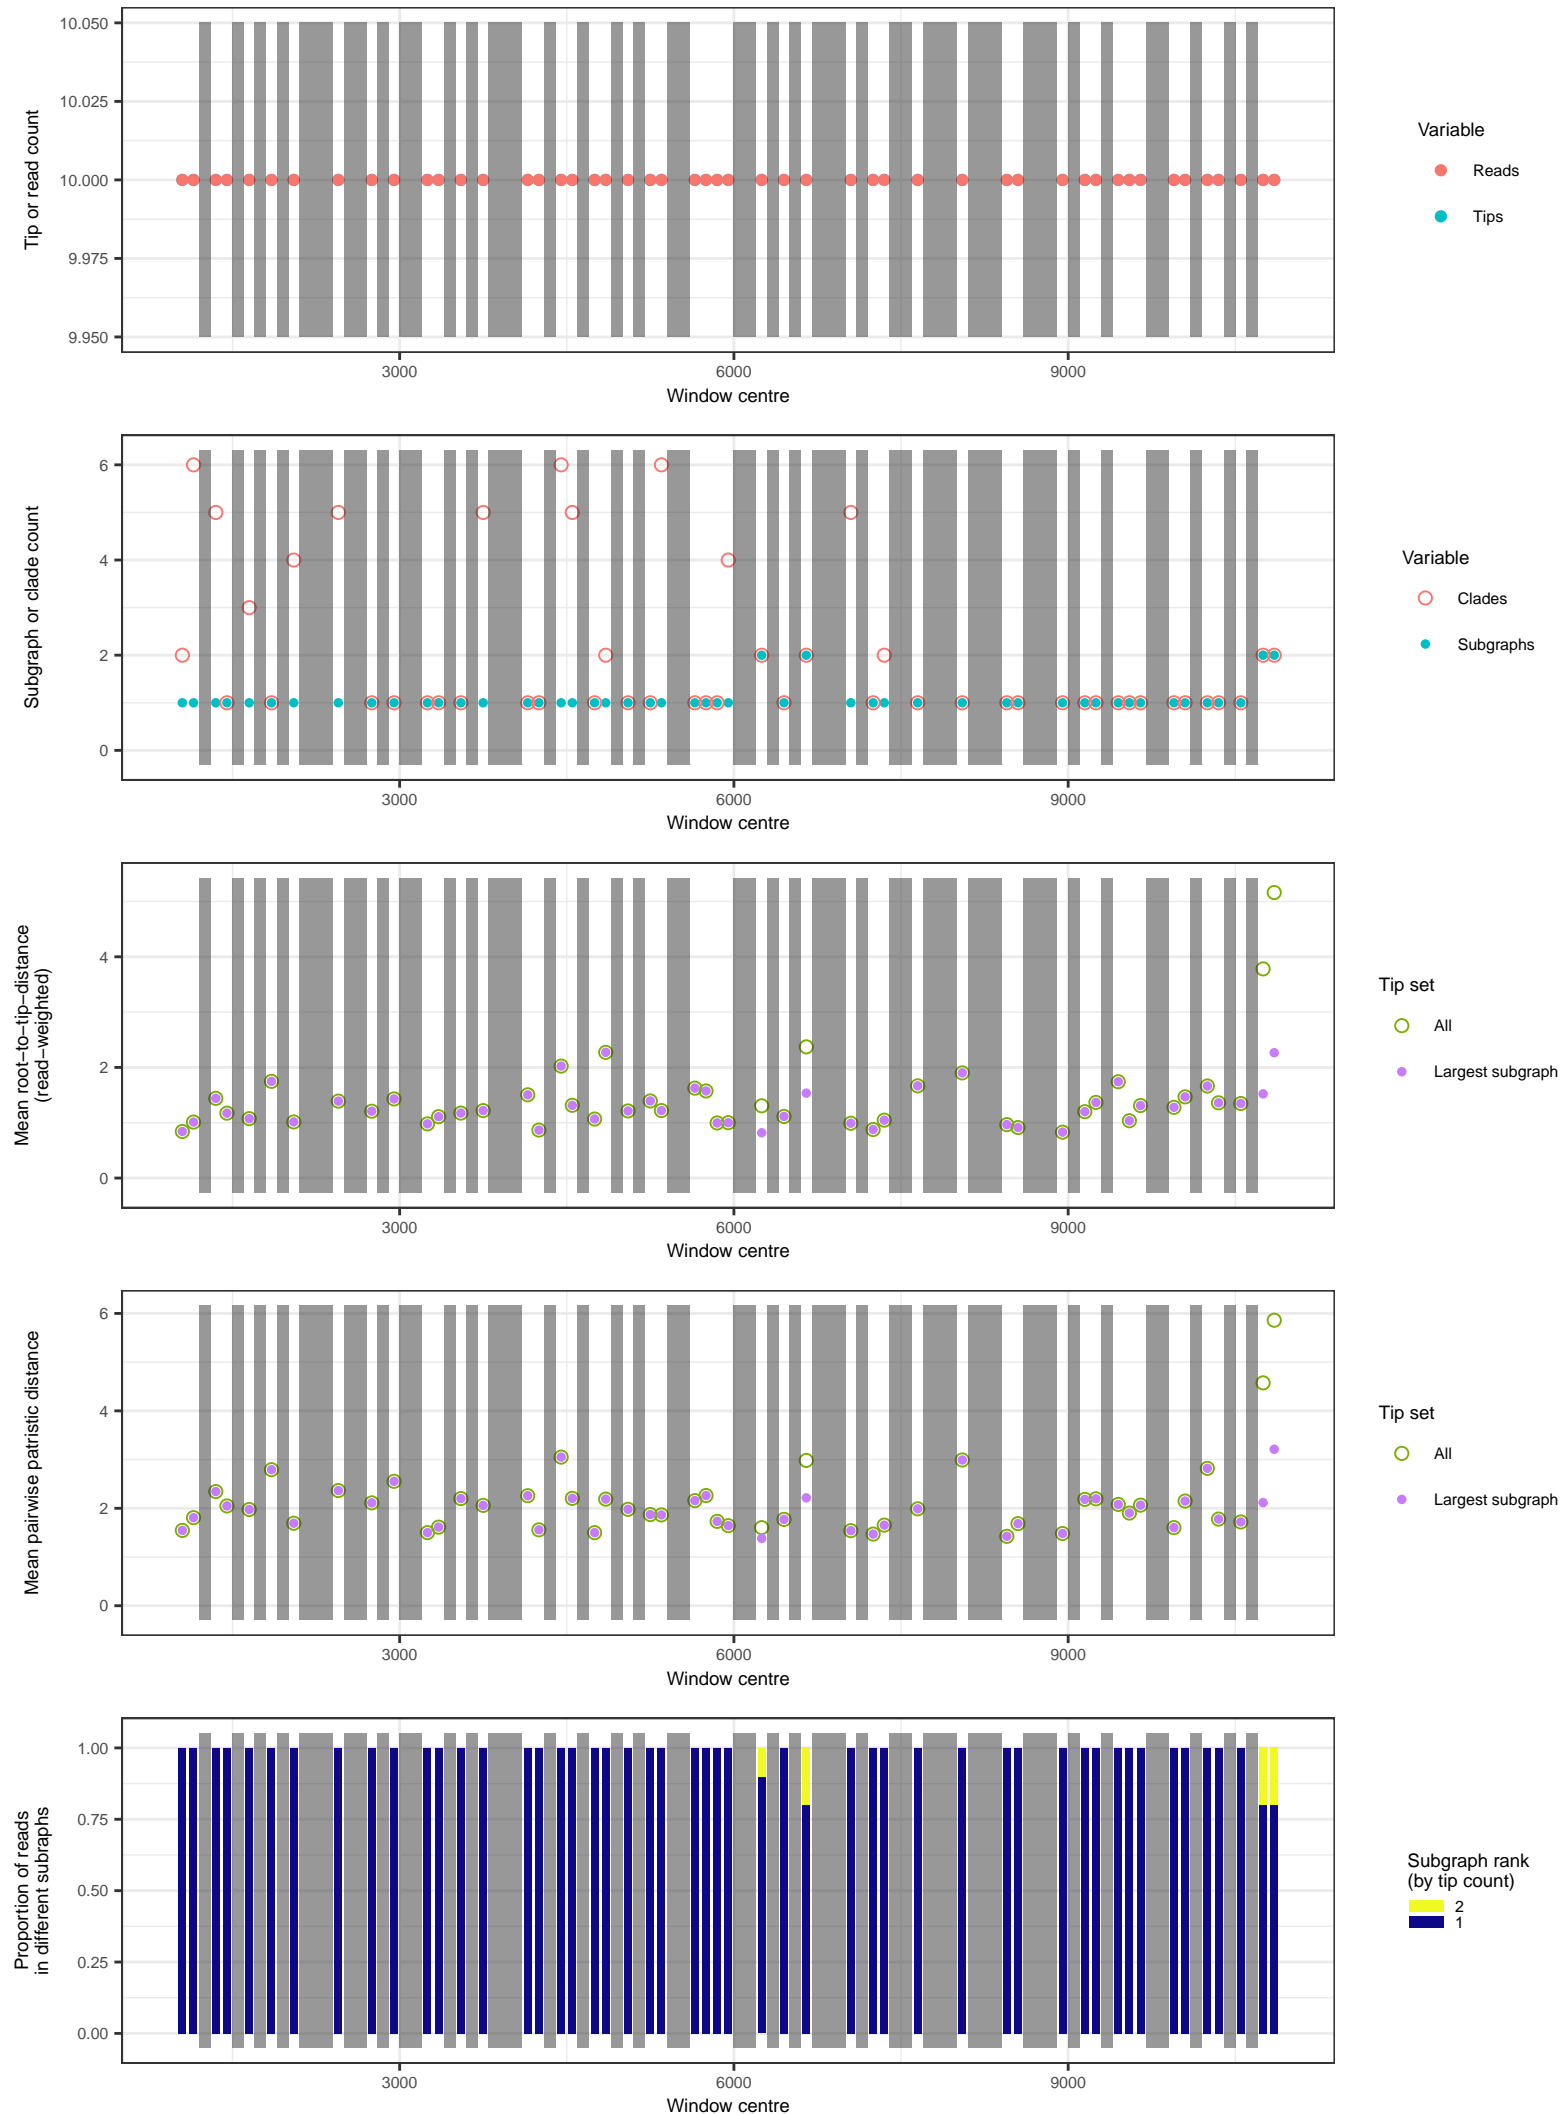 10.050
10.025
10.000
9.975
9.950
Tip or read count
3000
6000
9000
Window centre
Variable
Reads
Tips
6
4
2
0
Subgraph or clade count
3000
6000
9000
Window centre
Variable
Clades
Subgraphs
4
2
0
Mean root−to−tip−distance
(read−weighted)
3000
6000
9000
Window centre
Tip set
All
Largest subgraph
6
4
2
0
Mean pairwise patristic distance
3000
6000
9000
Window centre
Tip set
All
Largest subgraph
1.00
0.75
0.50
0.25
0.00
Proportion of reads
in different subraphs
3000
6000
9000
Window centre
Subgraph rank
(by tip count)
2
1